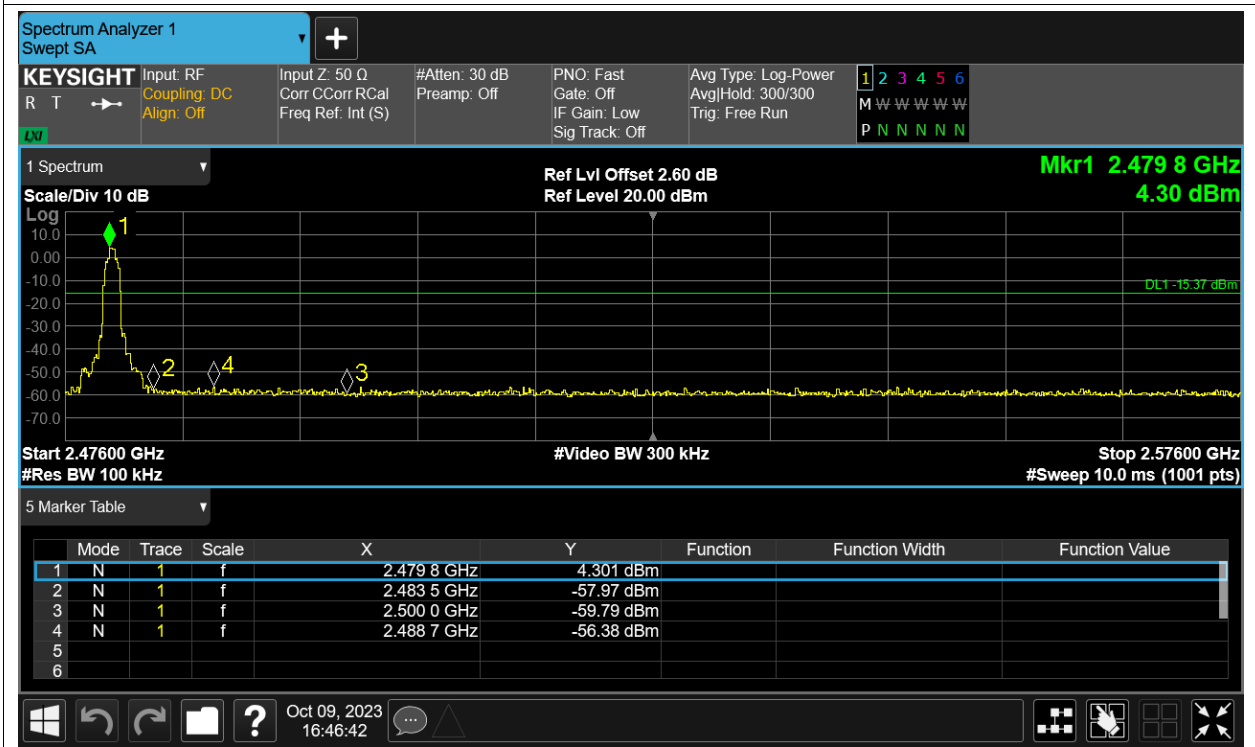 Spectrum Analyzer 1
Swept SA
KEYSIGHT
R T
LXI
Input: RF
Coupling: DC
Align: Off
Input Z: 50 Ω
Corr CCorr RCal
Freq Ref: Int (S)
#Atten: 30 dB
Preamp: Off
PNO: Fast
Gate: Off
IF Gain: Low
Sig Track: Off
Avg Type: Log-Power
Avg|Hold: 300/300
Trig: Free Run
1 2 3 4 5 6
M W W W W W
P N N N N N
1 Spectrum
Scale/Div 10 dB
Ref Lvl Offset 2.60 dB
Ref Level 20.00 dBm
Mkr1 2.479 8 GHz
4.30 dBm
Log
10.0
0.00
-10.0
-20.0
-30.0
-40.0
-50.0
-60.0
-70.0
1
DL1 -15.37 dBm
2
4
3
Start 2.47600 GHz
#Video BW 300 kHz
Stop 2.57600 GHz
#Res BW 100 kHz
#Sweep 10.0 ms (1001 pts)
5 Marker Table
Mode Trace Scale X Y Function Function Width Function Value
1 N 1 f 2.479 8 GHz 4.301 dBm
2 N 1 f 2.483 5 GHz -57.97 dBm
3 N 1 f 2.500 0 GHz -59.79 dBm
4 N 1 f 2.488 7 GHz -56.38 dBm
5
6
?
Oct 09, 2023
16:46:42